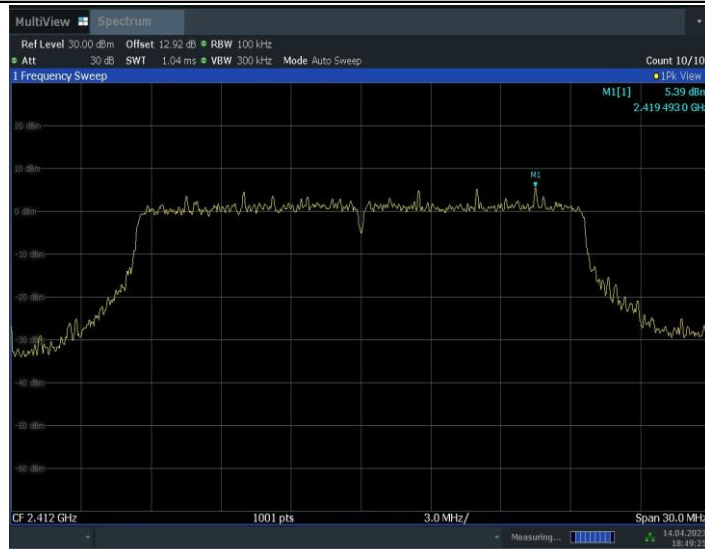 MultiView Spectrum
Ref Level 30.00 dBm Offset 12.92 dB RBW 100 kHz
Att 30 dB SWT 1.04 ms VBW 300 kHz Mode Auto Sweep Count 10/10
1 Frequency Sweep 1Pk View
M1[1] 5.39 dBm
2.419 493 0 GHz
20 dBm
10 dBm
M1
0 dBm
-10 dBm
-20 dBm
-30 dBm
-40 dBm
-50 dBm
-60 dBm
CF 2.412 GHz 1001 pts 3.0 MHz/ Span 30.0 MHz
Measuring... 14.04.2023
18:49:25